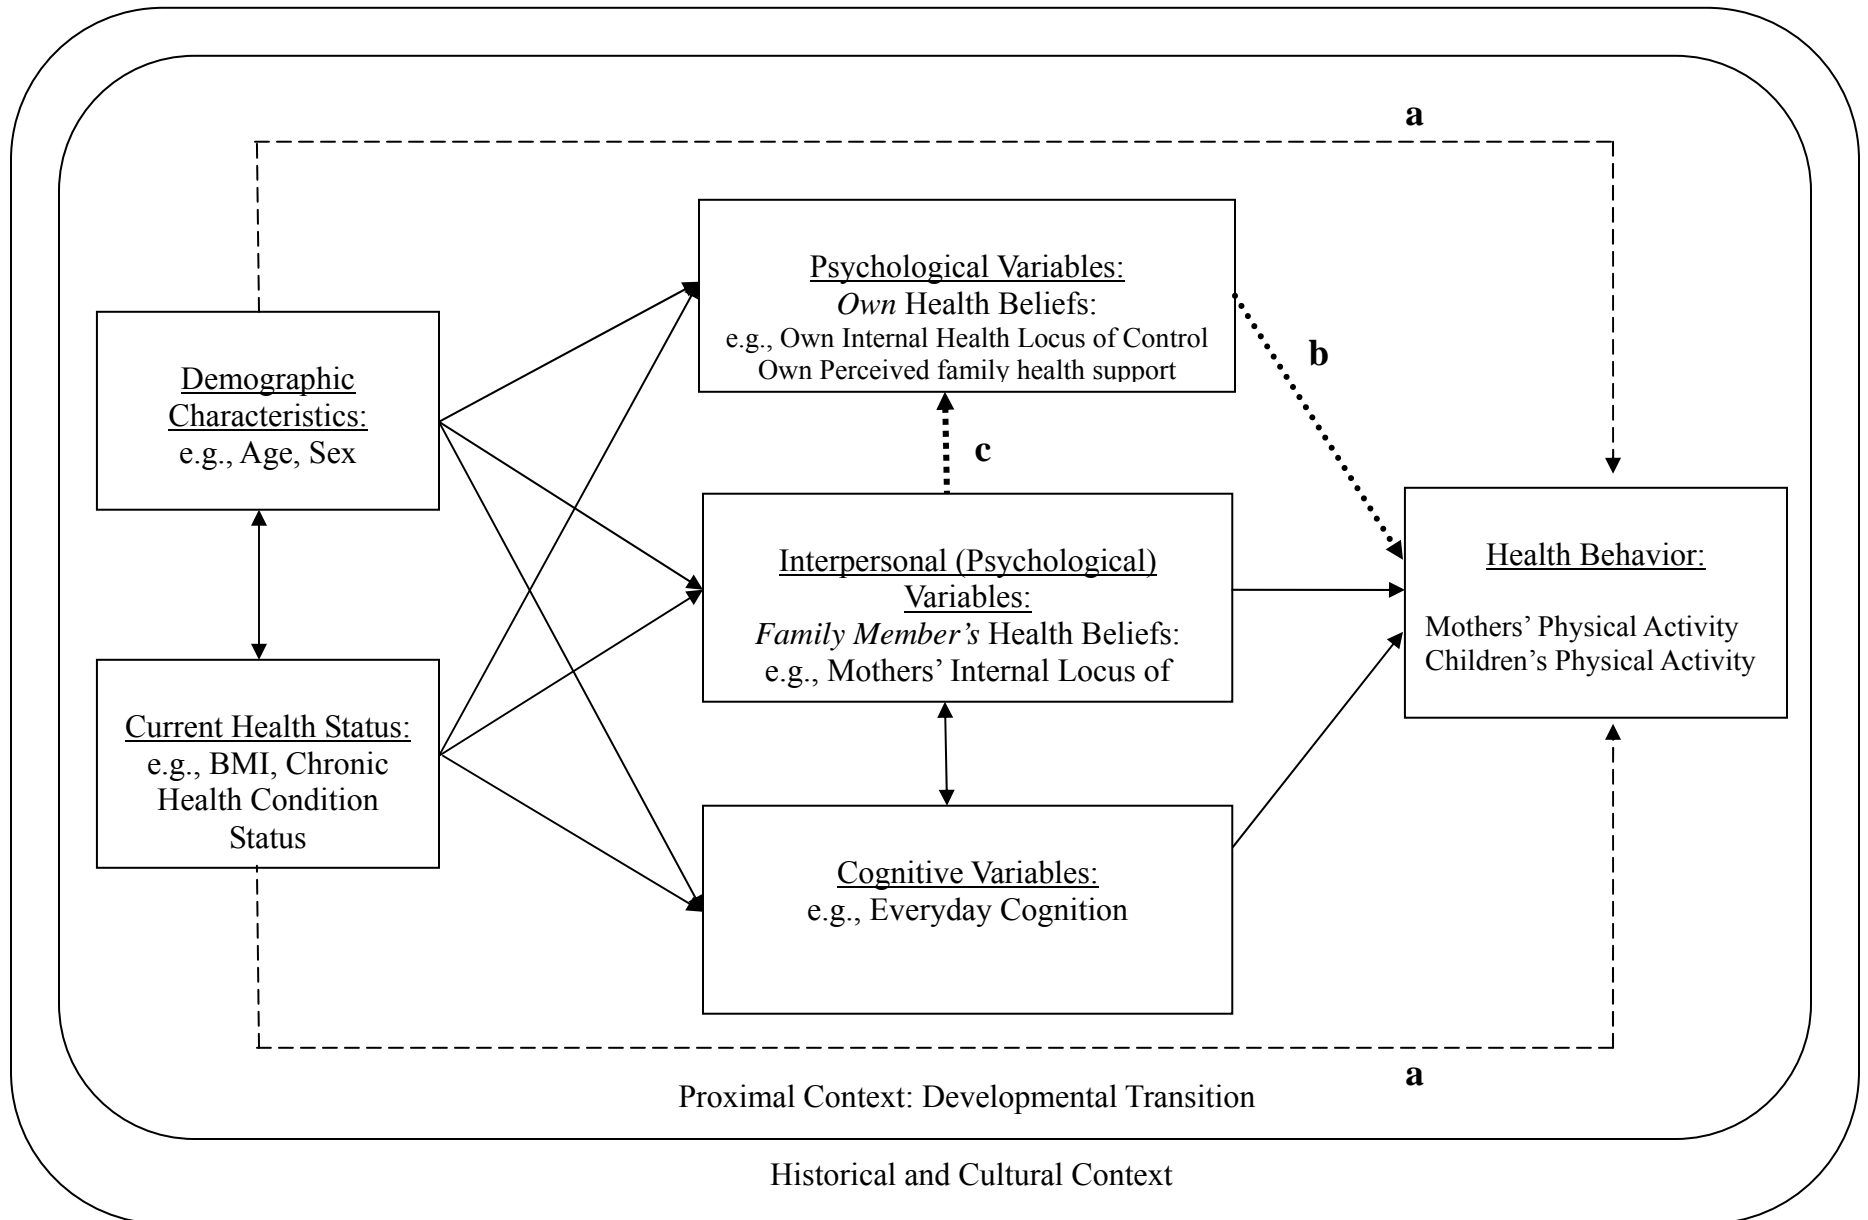 a
Psychological Variables:
Own Health Beliefs:
e.g., Own Internal Health Locus of Control
Own Perceived family health support
b
Demographic
Characteristics:
e.g., Age, Sex
c
Interpersonal (Psychological)
Variables:
Family Member’s Health Beliefs:
e.g., Mothers’ Internal Locus of
Health Behavior:
Mothers’ Physical Activity
Children’s Physical Activity
Current Health Status:
e.g., BMI, Chronic
Health Condition
Status
Cognitive Variables:
e.g., Everyday Cognition
a
Proximal Context: Developmental Transition
Historical and Cultural Context